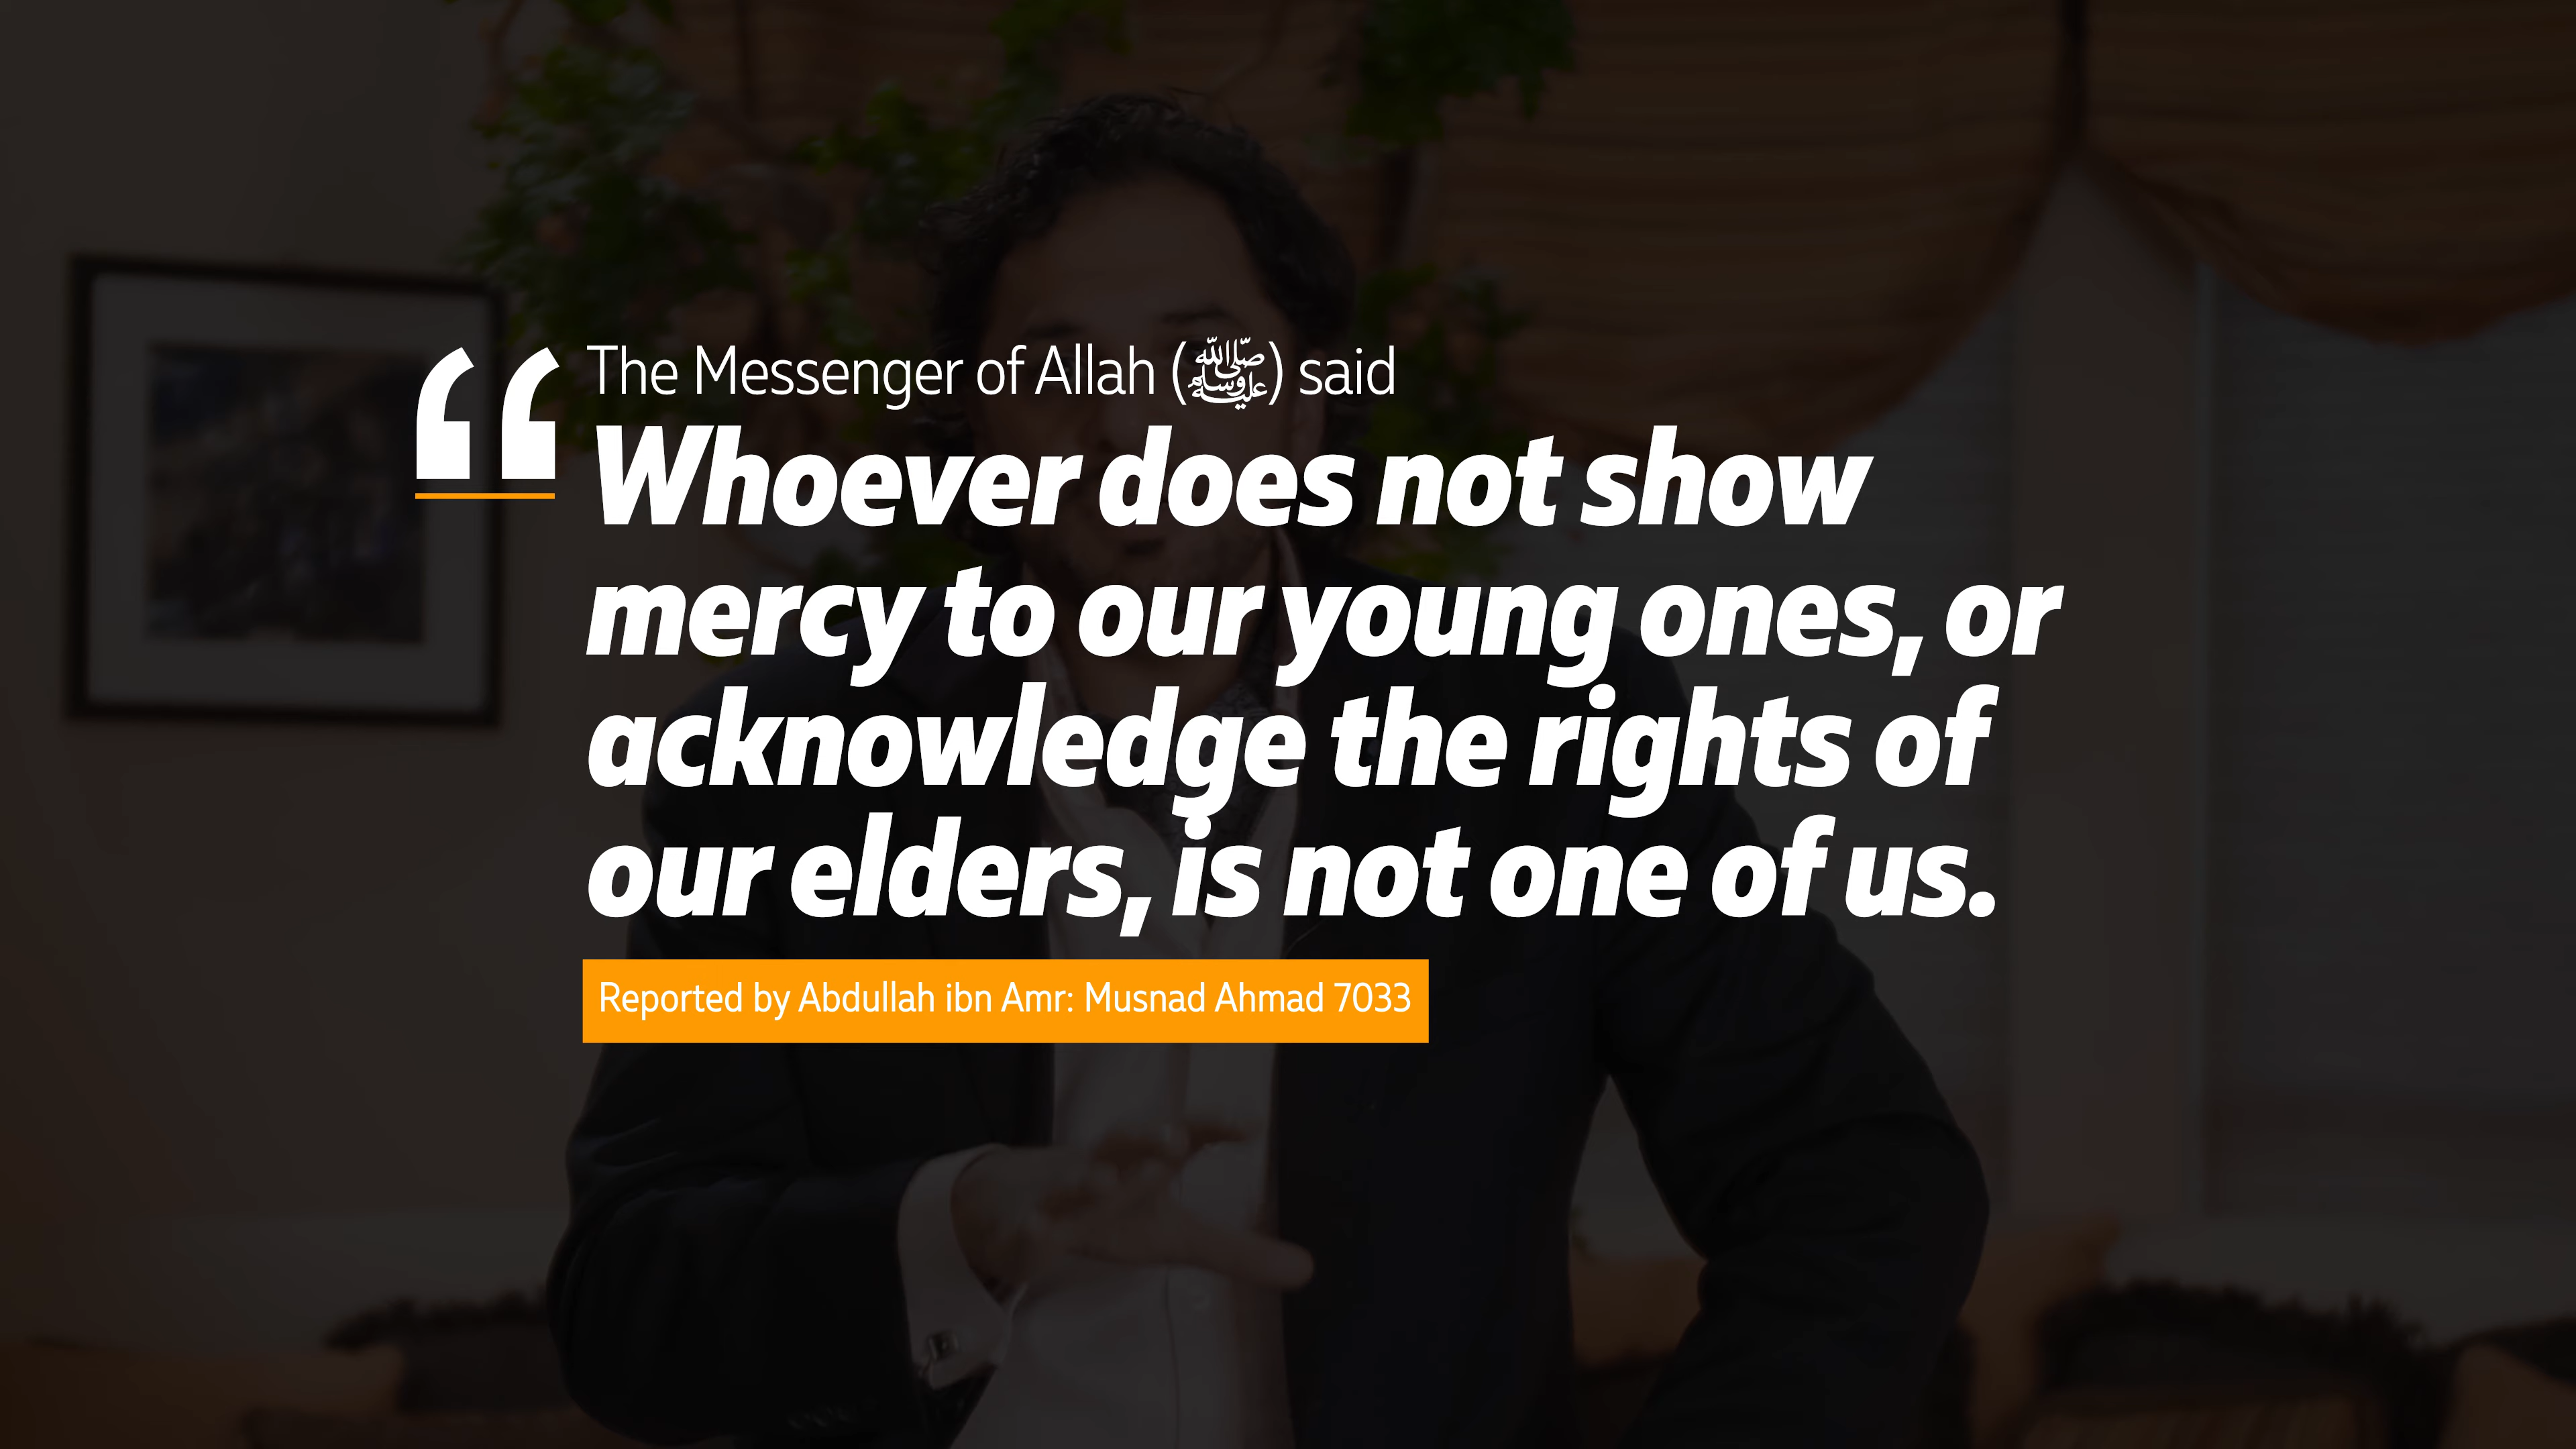 “ The Messenger of Allah (ﷺ) said
Whoever does not show
mercy to our young ones, or
acknowledge the rights of
our elders, is not one of us.
Reported by Abdullah ibn Amr: Musnad Ahmad 7033